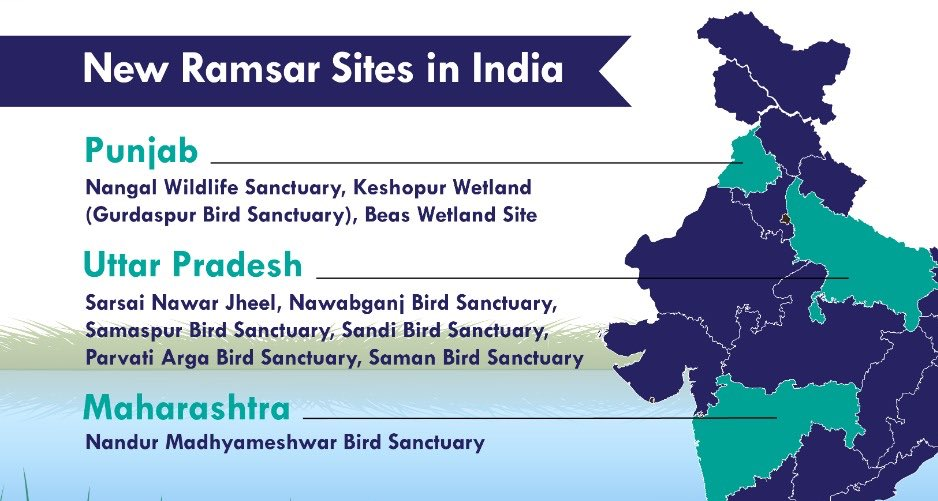 New Ramsar Sites in India
Punjab
Nangal Wildlife Sanctuary, Keshopur Wetland
(Gurdaspur Bird Sanctuary), Beas Wetland Site
Uttar Pradesh
Sarsai Nawar Jheel, Nawabganj Bird Sanctuary,
Samaspur Bird Sanctuary, Sandi Bird Sanctuary,
Parvati Arga Bird Sanctuary, Saman Bird Sanctuary
Maharashtra
Nandur Madhyameshwar Bird Sanctuary